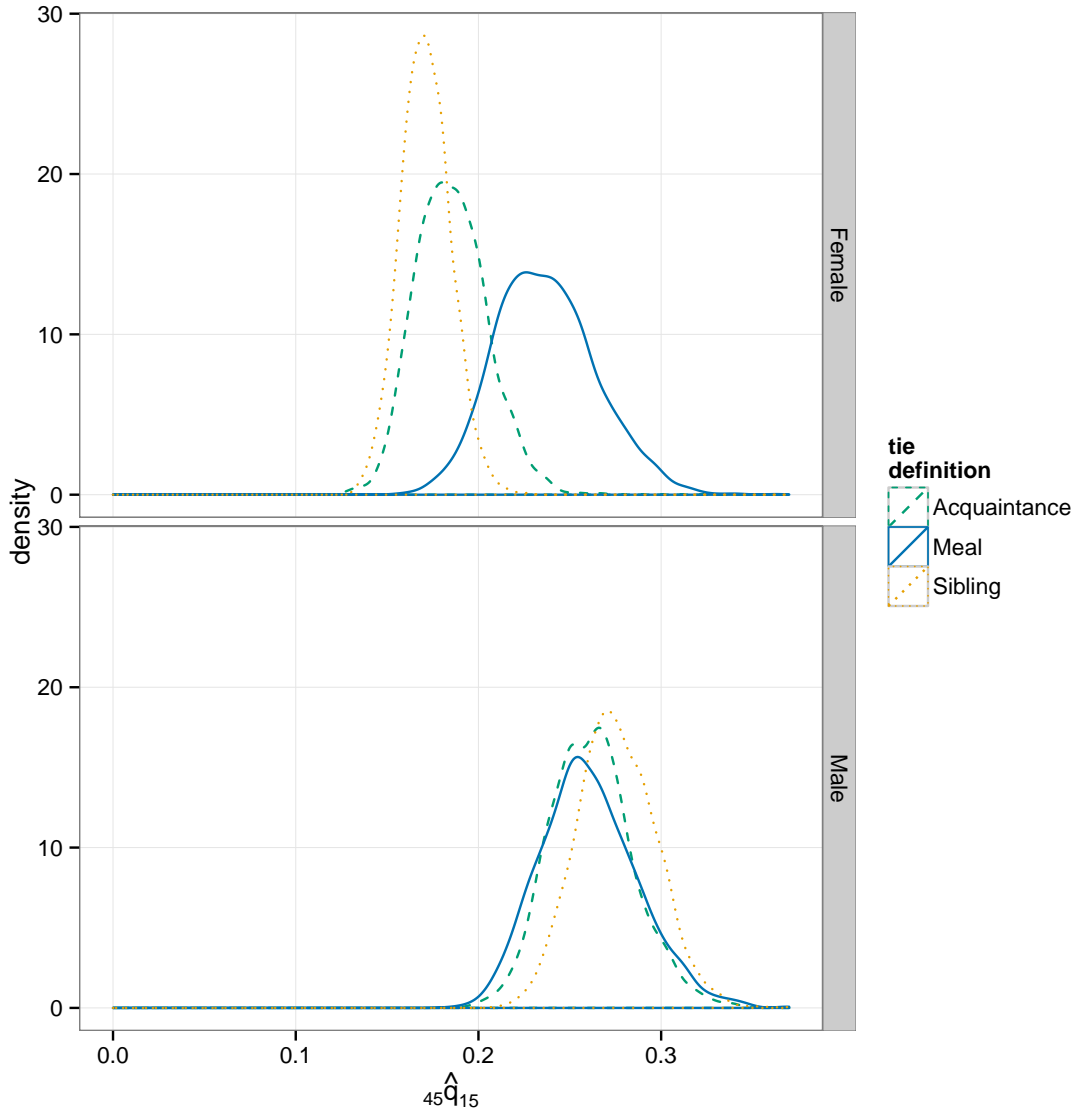 30
20
10
0
Female
density
30
20
10
0
Male
0.0 0.1 0.2 0.3
45q̂15
tie
definition
Acquaintance
Meal
Sibling